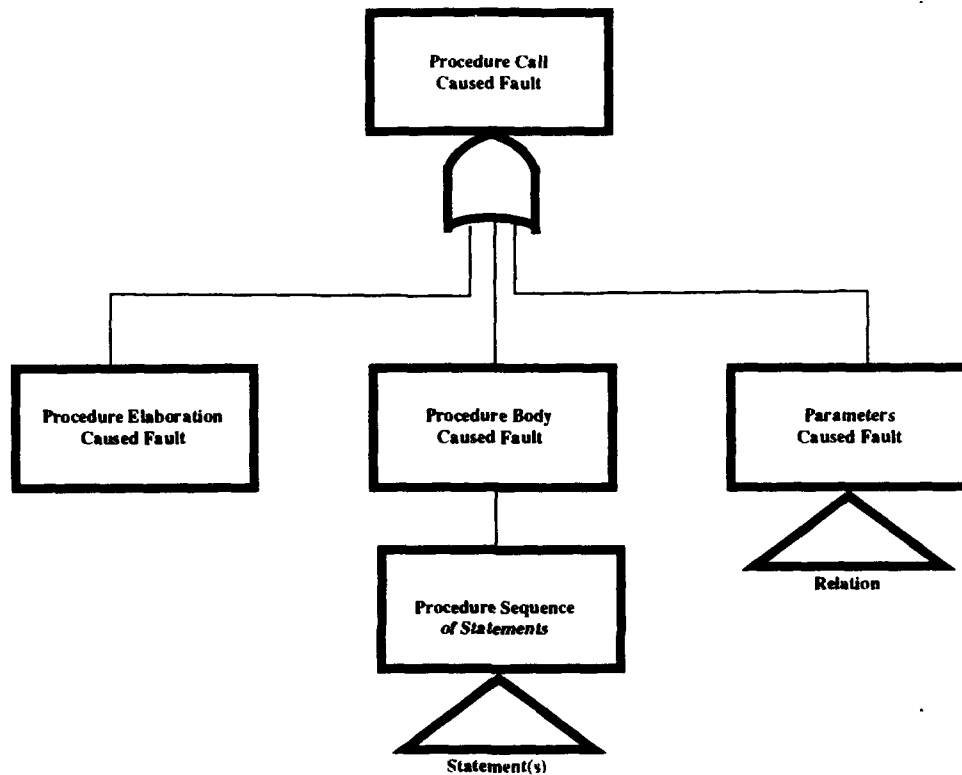 Procedure Call
Caused Fault
Procedure Elaboration
Caused Fault
Procedure Body
Caused Fault
Parameters
Caused Fault
Relation
Procedure Sequence
of Statements
Statement(s)